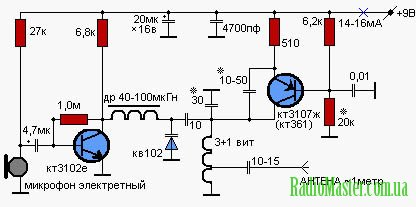 +9В
14-16мА
20мк
×16в
4700пф
6,2к
27к
6,8к
510
*
10-50
0,01
1,0м
др 40-100мкГн
*
30
кт3107ж
(кт361)
*
20к
4,7мк
10
кт3102е
кв102
3+1 вит
10-15
микрофон электретный
АНТЕНА ~1метр
RadioMaster.com.ua